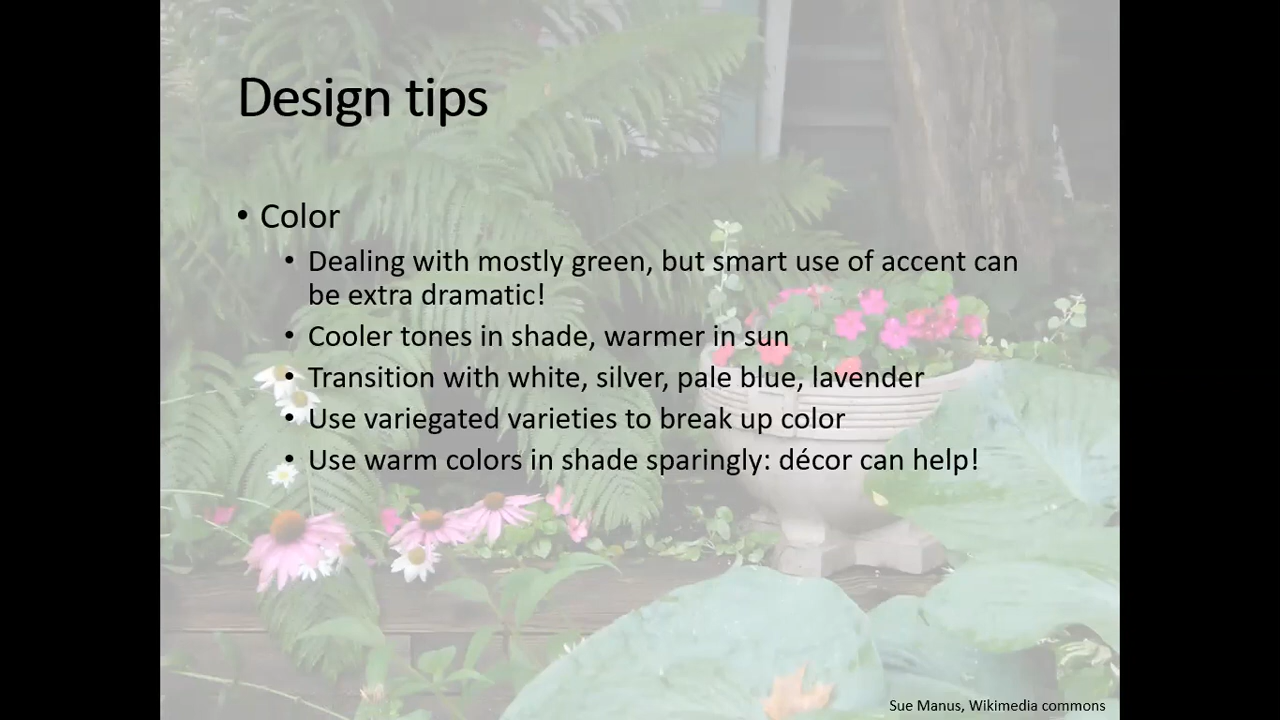 Design tips
• Color
• Dealing with mostly green, but smart use of accent can
be extra dramatic!
• Cooler tones in shade, warmer in sun
• Transition with white, silver, pale blue, lavender
• Use variegated varieties to break up color
• Use warm colors in shade sparingly: décor can help!
Sue Manus, Wikimedia commons